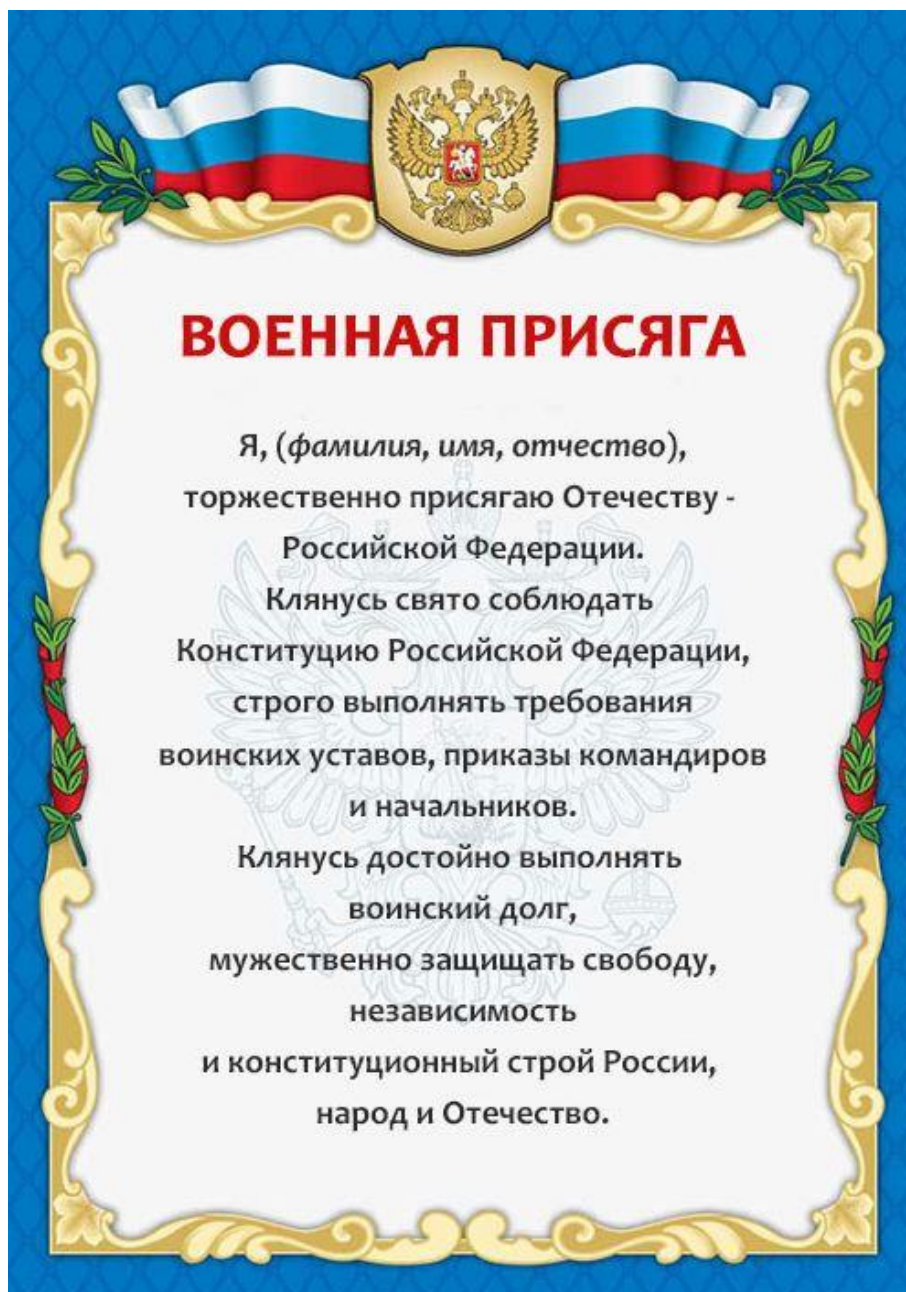 ВОЕННАЯ ПРИСЯГА
Я, (фамилия, имя, отчество),
торжественно присягаю Отечеству -
Российской Федерации.
Клянусь свято соблюдать
Конституцию Российской Федерации,
строго выполнять требования
воинских уставов, приказы командиров
и начальников.
Клянусь достойно выполнять
воинский долг,
мужественно защищать свободу,
независимость
и конституционный строй России,
народ и Отечество.